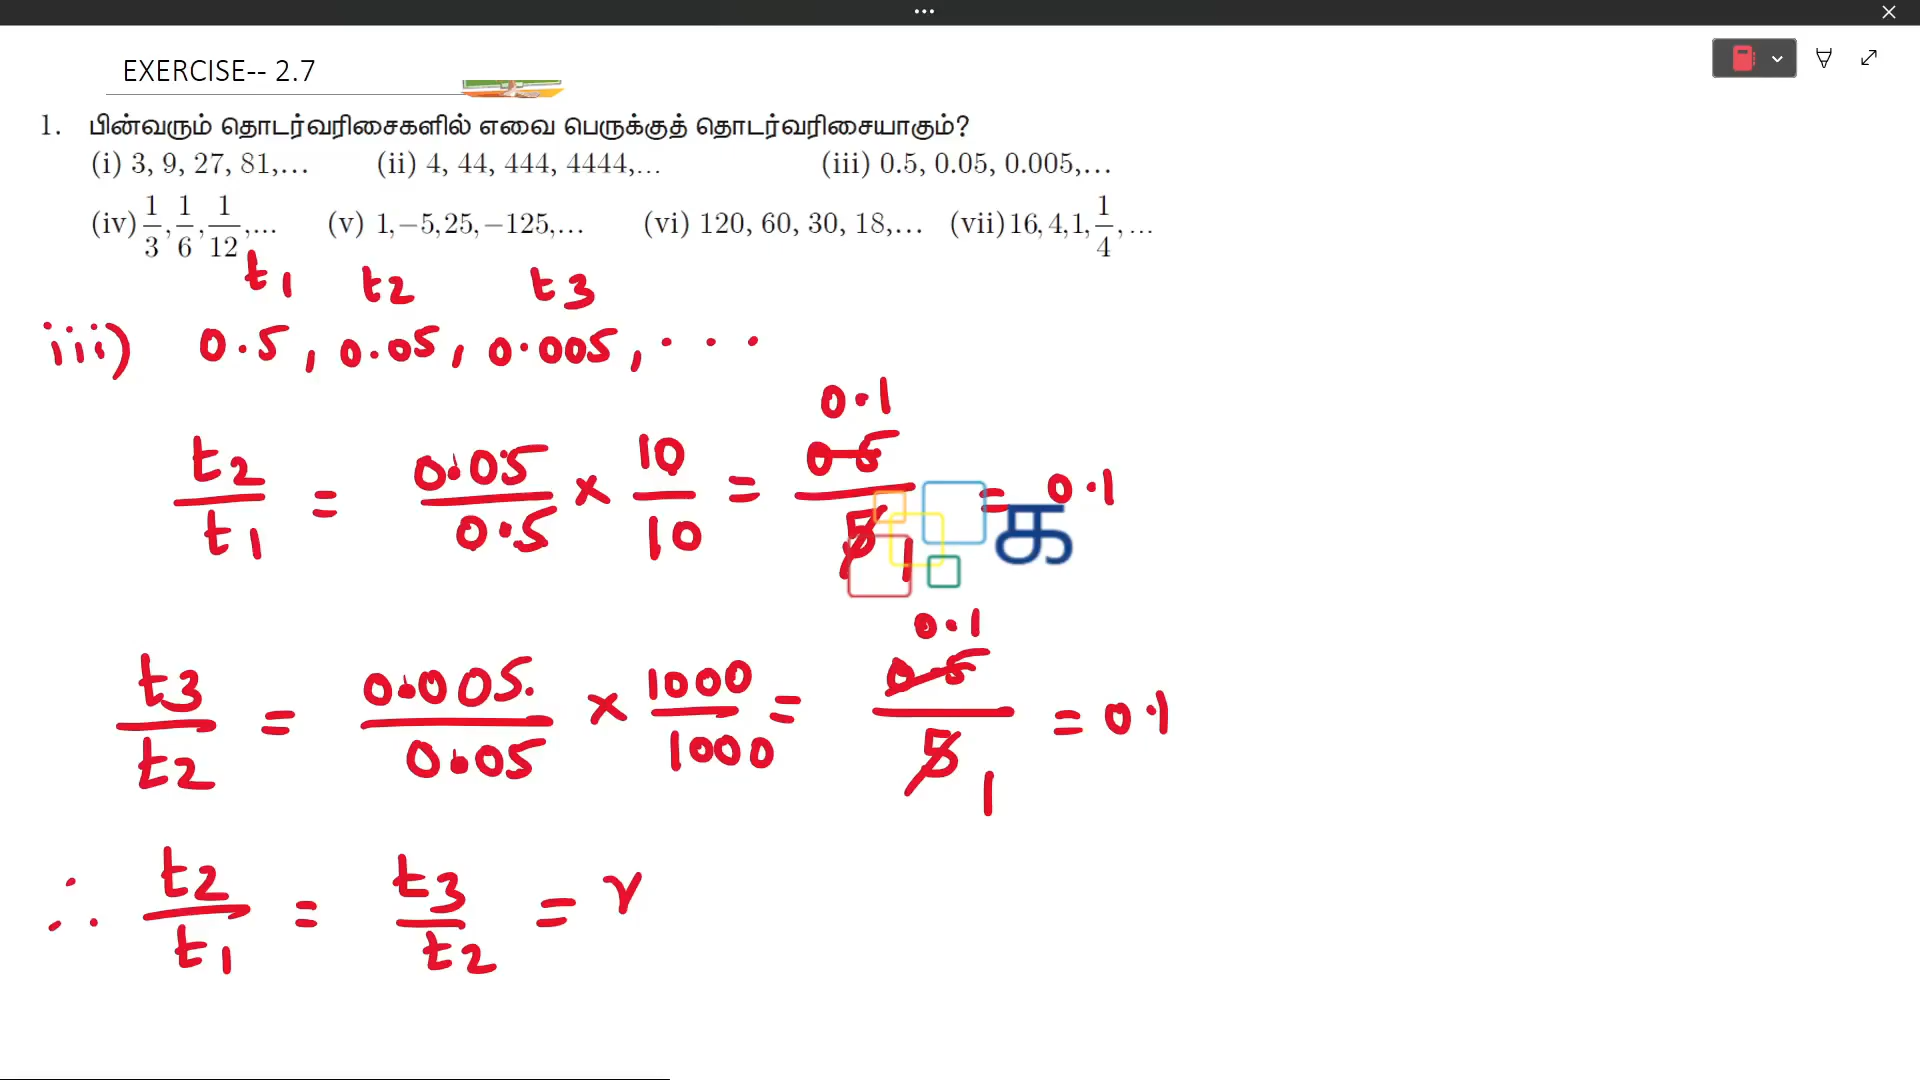 EXERCISE-- 2.7
1. பின்வரும் தொடர்வரிசைகளில் எவை பெருக்குத் தொடர்வரிசையாகும்?
(i) 3, 9, 27, 81,... (ii) 4, 44, 444, 4444,... (iii) 0.5, 0.05, 0.005,...
(iv) 1/3, 1/6, 1/12,... (v) 1,−5,25,−125,... (vi) 120, 60, 30, 18,... (vii) 16,4,1,1/4,...
t1 t2 t3
iii) 0.5, 0.05, 0.005, ...
0.1
t2/t1 = 0.05/0.5 × 10/10 = 0.5/5 = 0.1
1
க
0.1
t3/t2 = 0.005/0.05 × 1000/1000 = 0.5/5 = 0.1
1
∴ t2/t1 = t3/t2 = r